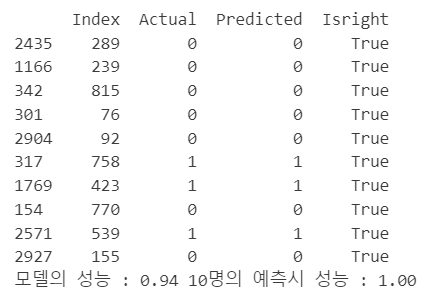 Index Actual Predicted Isright
2435 289 0 0 True
1166 239 0 0 True
342 815 0 0 True
301 76 0 0 True
2904 92 0 0 True
317 758 1 1 True
1769 423 1 1 True
154 770 0 0 True
2571 539 1 1 True
2927 155 0 0 True
모델의 성능 : 0.94 10명의 예측시 성능 : 1.00